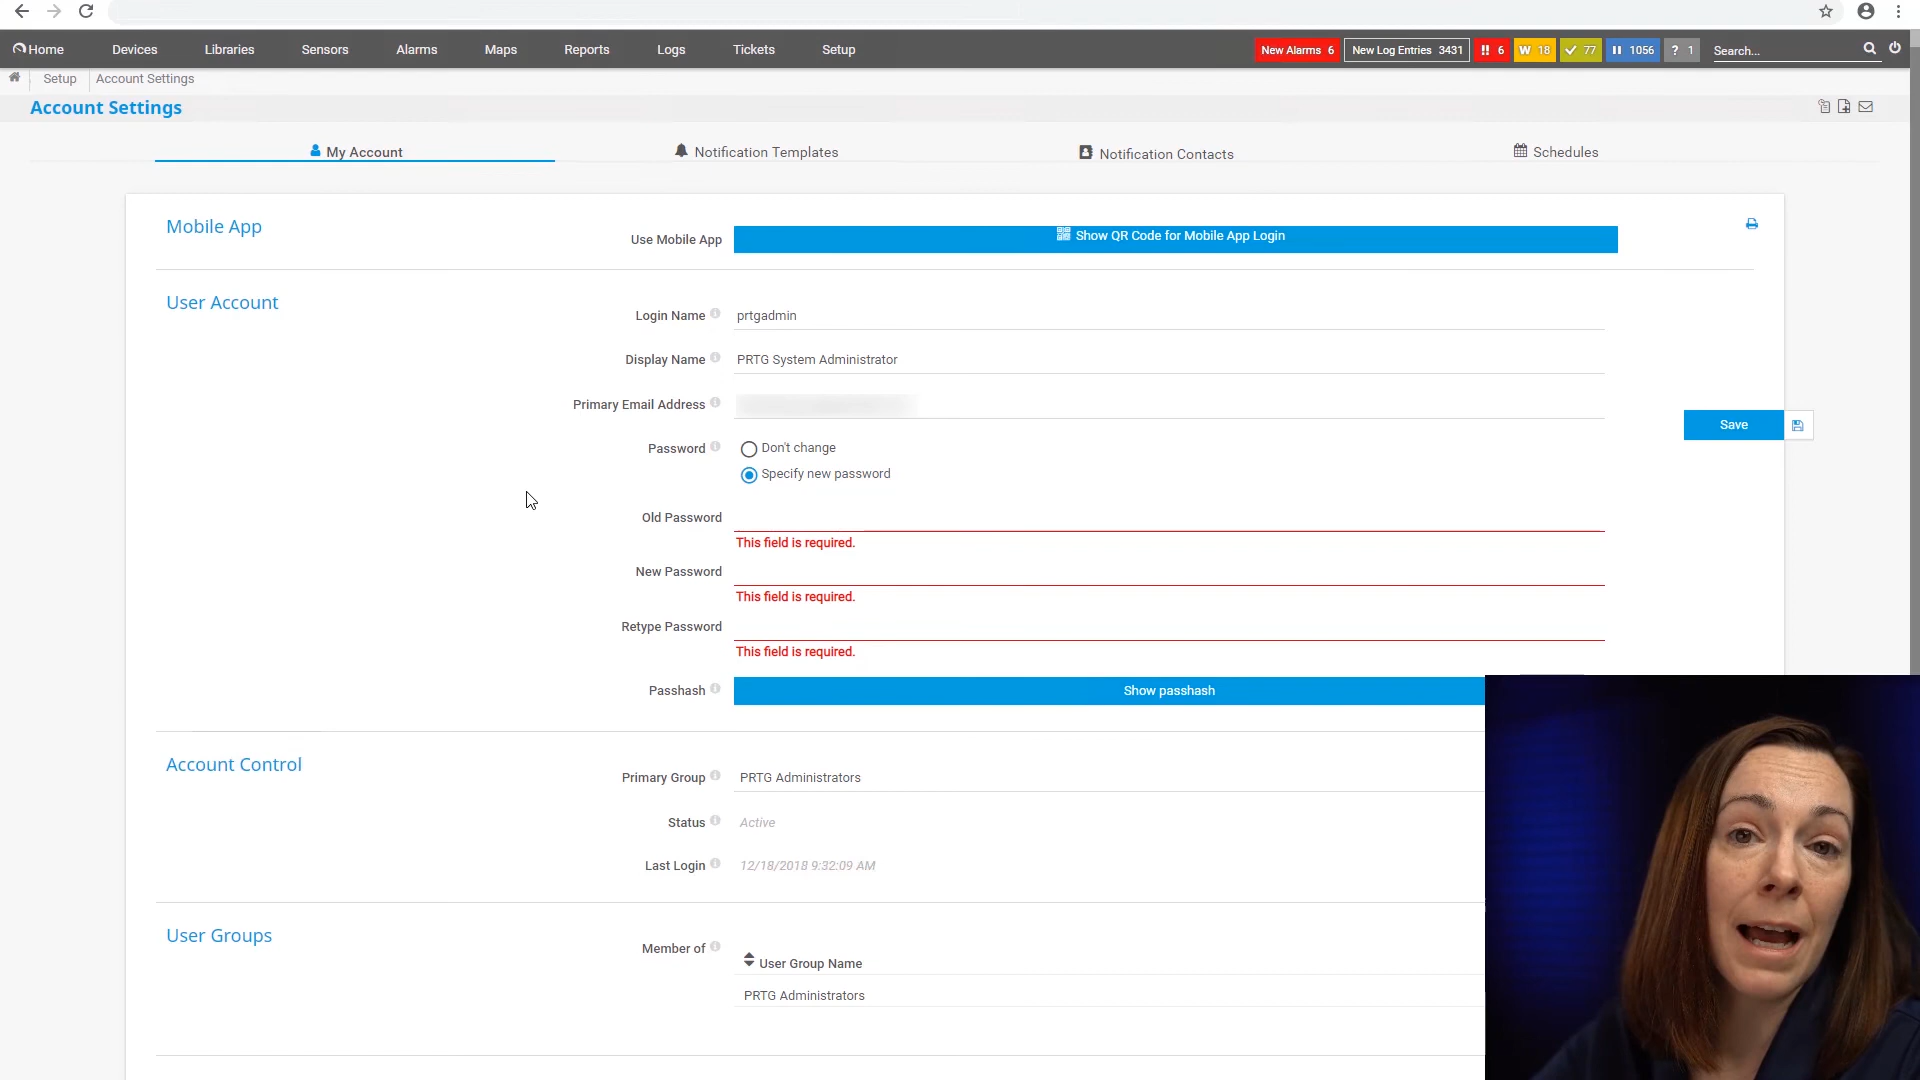 Home Devices Libraries Sensors Alarms Maps Reports Logs Tickets Setup New Alarms 6 New Log Entries 3431 !! 6 W 18 77 1056 ? 1 Search...
Setup Account Settings
Account Settings
My Account Notification Templates Notification Contacts Schedules
Mobile App
Use Mobile App Show QR Code for Mobile App Login
User Account
Login Name prtgadmin
Display Name PRTG System Administrator
Primary Email Address
Save
Password Don't change
Specify new password
Old Password
This field is required.
New Password
This field is required.
Retype Password
This field is required.
Passhash Show passhash
Account Control
Primary Group PRTG Administrators
Status Active
Last Login 12/18/2018 9:32:09 AM
User Groups
Member of
User Group Name
PRTG Administrators